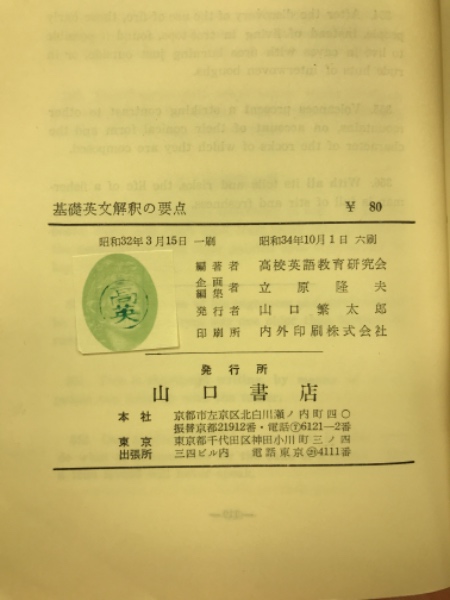 基礎英文解釈の要点 ¥ 80
昭和32年3月15日 一刷 昭和34年10月1日 六刷
編著者 高校英語教育研究会
企画編集者 立原隆夫
発行者 山口繁太郎
印刷所 内外印刷株式会社
高英
発行所
山口書店
本社 京都市左京区北白川瀬ノ内町四〇
振替京都21912番・電話⑦6121—2番
東京 東京都千代田区神田小川町三ノ四
出張所 三四ビル内 電話東京㉙4111番